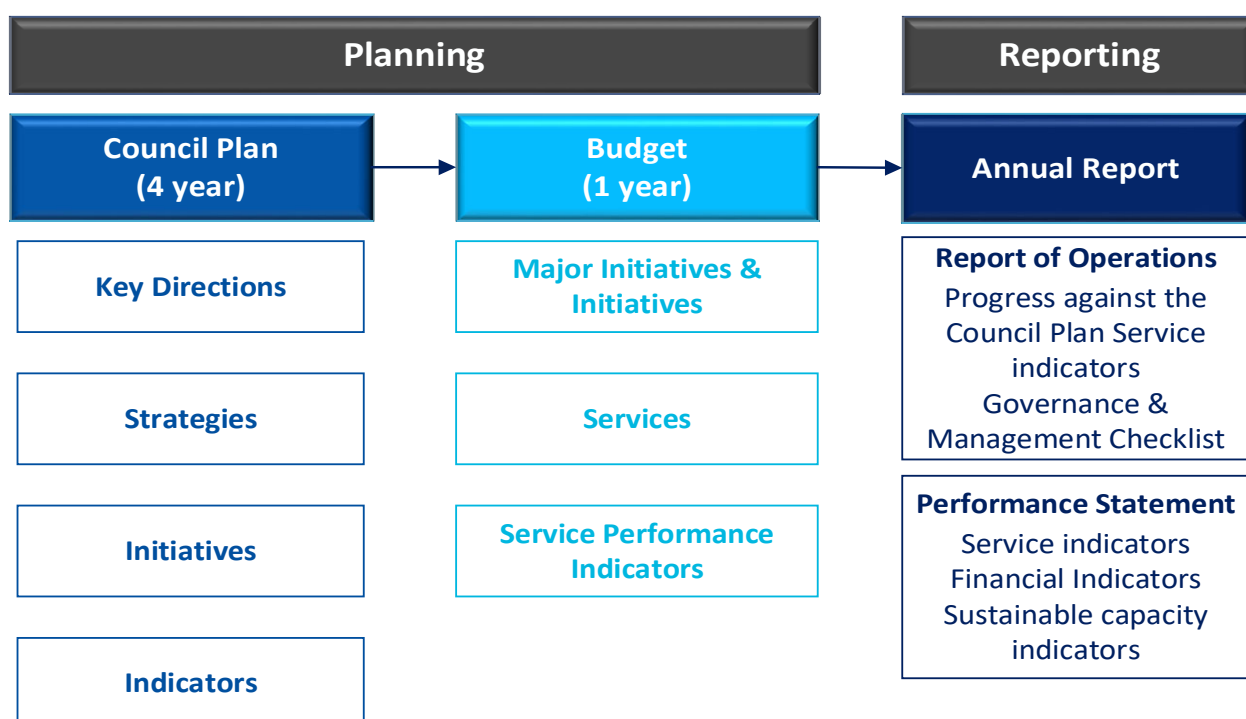 Planning
Reporting
Council Plan
(4 year)
Budget
(1 year)
Annual Report
Key Directions
Strategies
Initiatives
Indicators
Major Initiatives &
Initiatives
Services
Service Performance
Indicators
Report of Operations
Progress against the
Council Plan Service
indicators
Governance &
Management Checklist
Performance Statement
Service indicators
Financial Indicators
Sustainable capacity
indicators